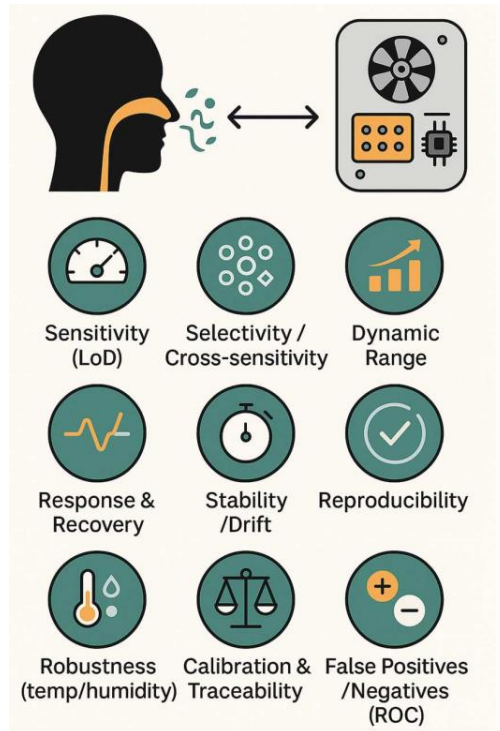 Sensitivity
(LoD)
Selectivity /
Cross-sensitivity
Dynamic
Range
Response &
Recovery
Stability
/Drift
Reproducibility
Robustness
(temp/humidity)
Calibration &
Traceability
False Positives
/Negatives
(ROC)